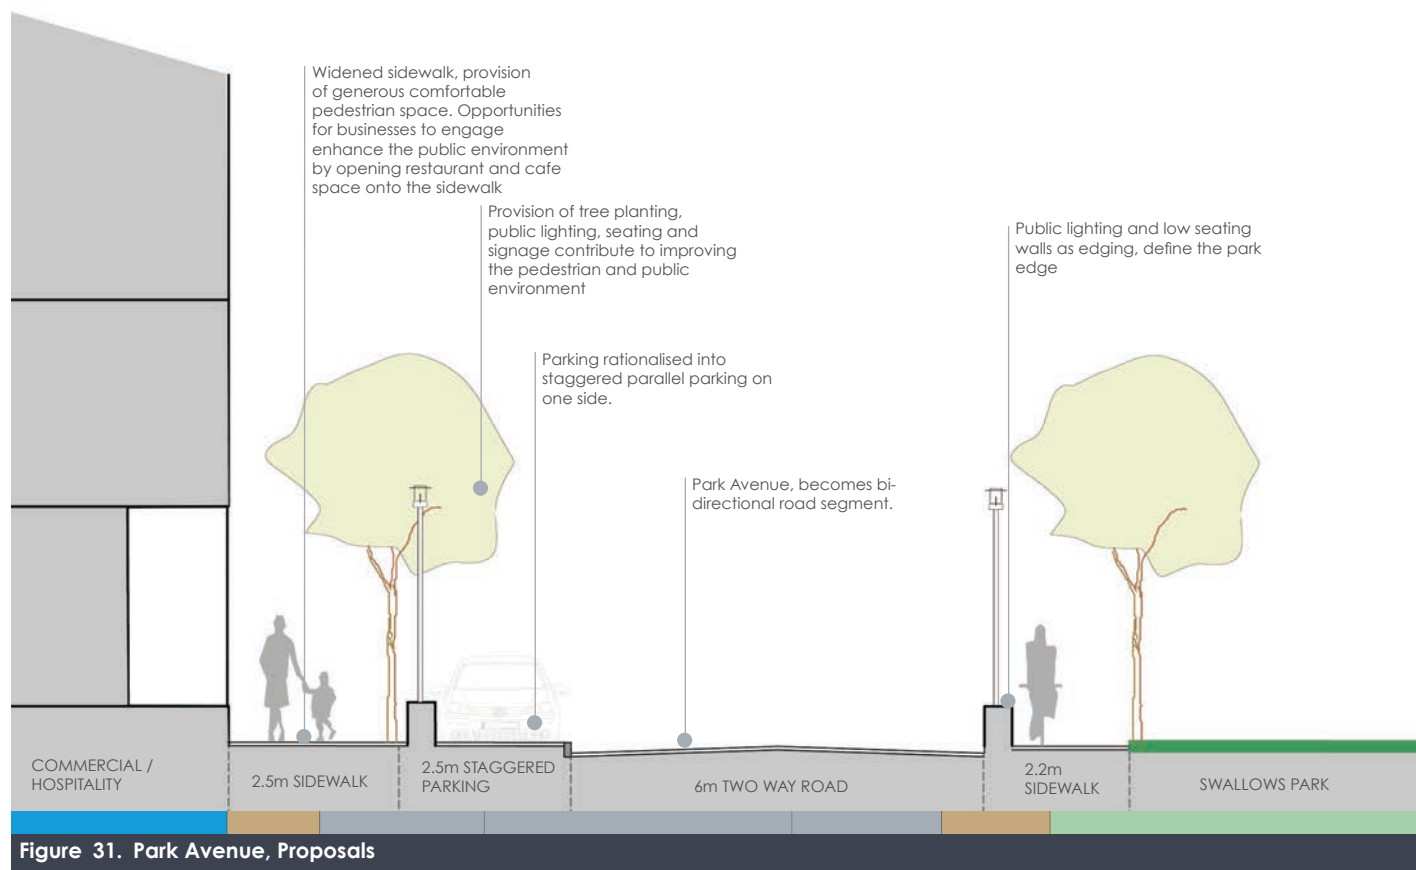 Widened sidewalk, provision
of generous comfortable
pedestrian space. Opportunities
for businesses to engage
enhance the public environment
by opening restaurant and cafe
space onto the sidewalk
Provision of tree planting,
public lighting, seating and
signage contribute to improving
the pedestrian and public
environment
Public lighting and low seating
walls as edging, define the park
edge
Parking rationalised into
staggered parallel parking on
one side.
Park Avenue, becomes bi-
directional road segment.
COMMERCIAL /
HOSPITALITY
2.5m SIDEWALK
2.5m STAGGERED
PARKING
6m TWO WAY ROAD
2.2m
SIDEWALK
SWALLOWS PARK
Figure 31. Park Avenue, Proposals